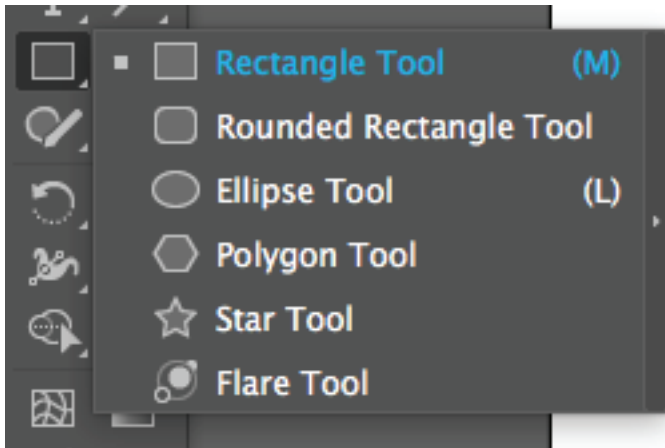 Rectangle Tool (M)
Rounded Rectangle Tool
Ellipse Tool (L)
Polygon Tool
Star Tool
Flare Tool